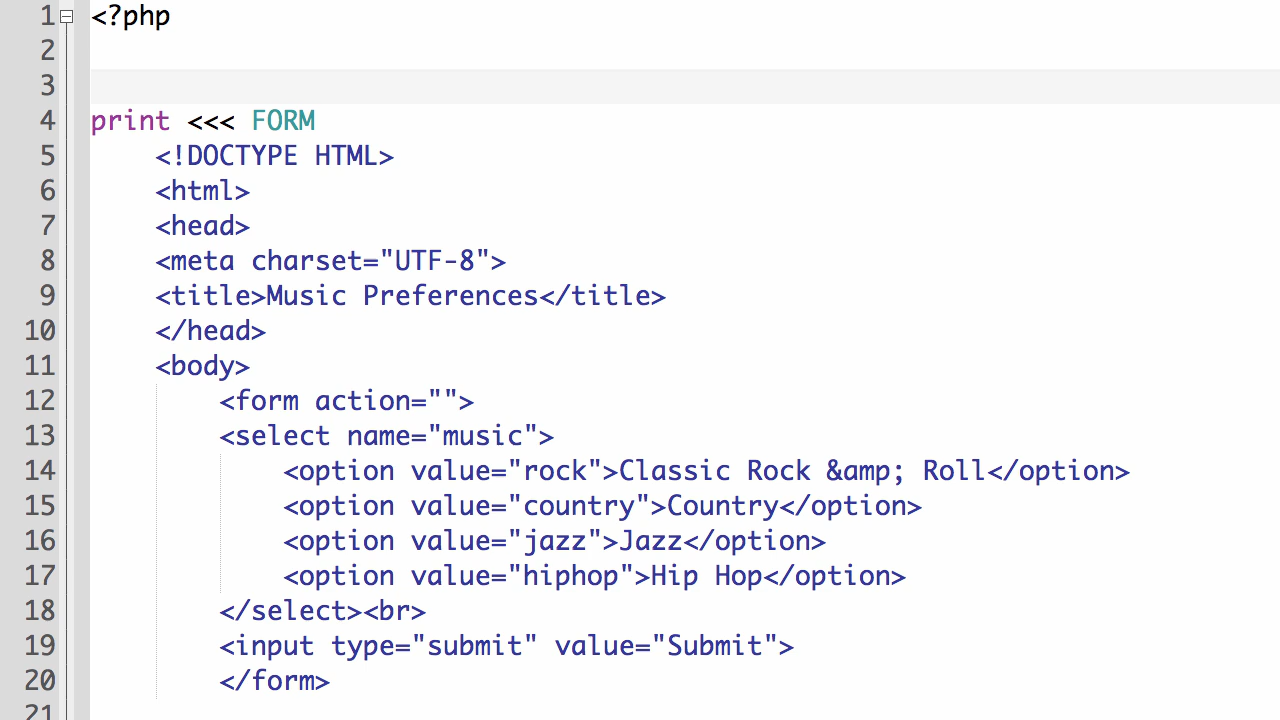 1 <?php
2
3
4 print <<< FORM
5 <!DOCTYPE HTML>
6 <html>
7 <head>
8 <meta charset="UTF-8">
9 <title>Music Preferences</title>
10 </head>
11 <body>
12 <form action="">
13 <select name="music">
14 <option value="rock">Classic Rock &amp; Roll</option>
15 <option value="country">Country</option>
16 <option value="jazz">Jazz</option>
17 <option value="hiphop">Hip Hop</option>
18 </select><br>
19 <input type="submit" value="Submit">
20 </form>
21